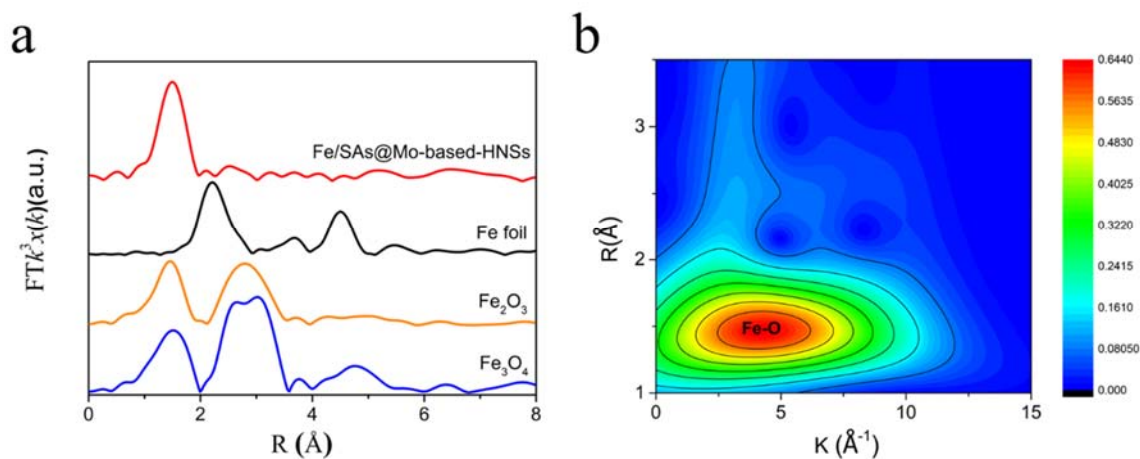 a
FTk³x(k)(a.u.)
Fe/SAs@Mo-based-HNSs
Fe foil
Fe₂O₃
Fe₃O₄
0 2 4 6 8
R (Å)
b
R(Å)
3
2
1
Fe-O
0 5 10 15
K (Å⁻¹)
0.6440
0.5635
0.4830
0.4025
0.3220
0.2415
0.1610
0.08050
0.000